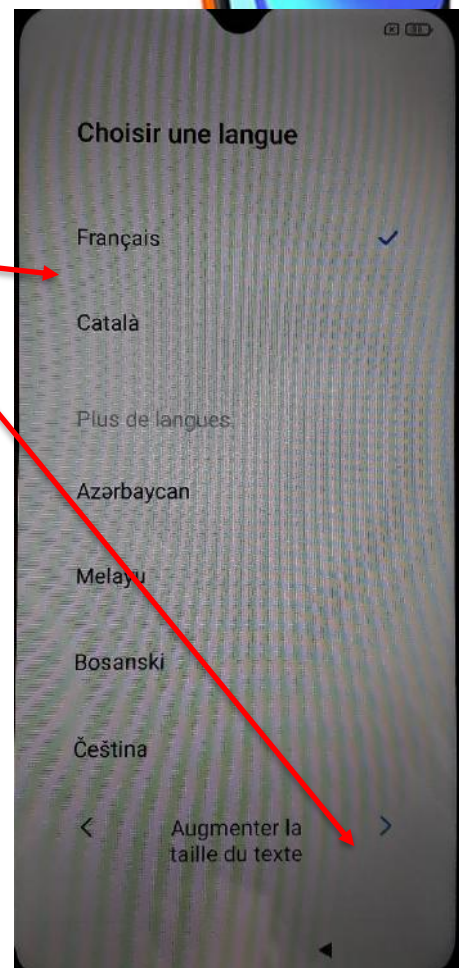 Choisir une langue
Français
Català
Plus de langues
Azərbaycan
Melayu
Bosanski
Čeština
Augmenter la
taille du texte